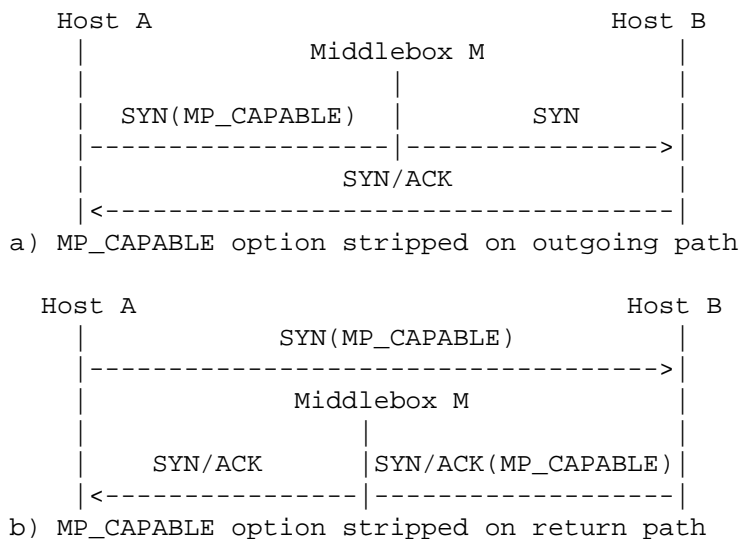 Host A Host B
Middlebox M
SYN(MP_CAPABLE) SYN
SYN/ACK
a) MP_CAPABLE option stripped on outgoing path
Host A Host B
SYN(MP_CAPABLE)
Middlebox M
SYN/ACK SYN/ACK(MP_CAPABLE)
b) MP_CAPABLE option stripped on return path